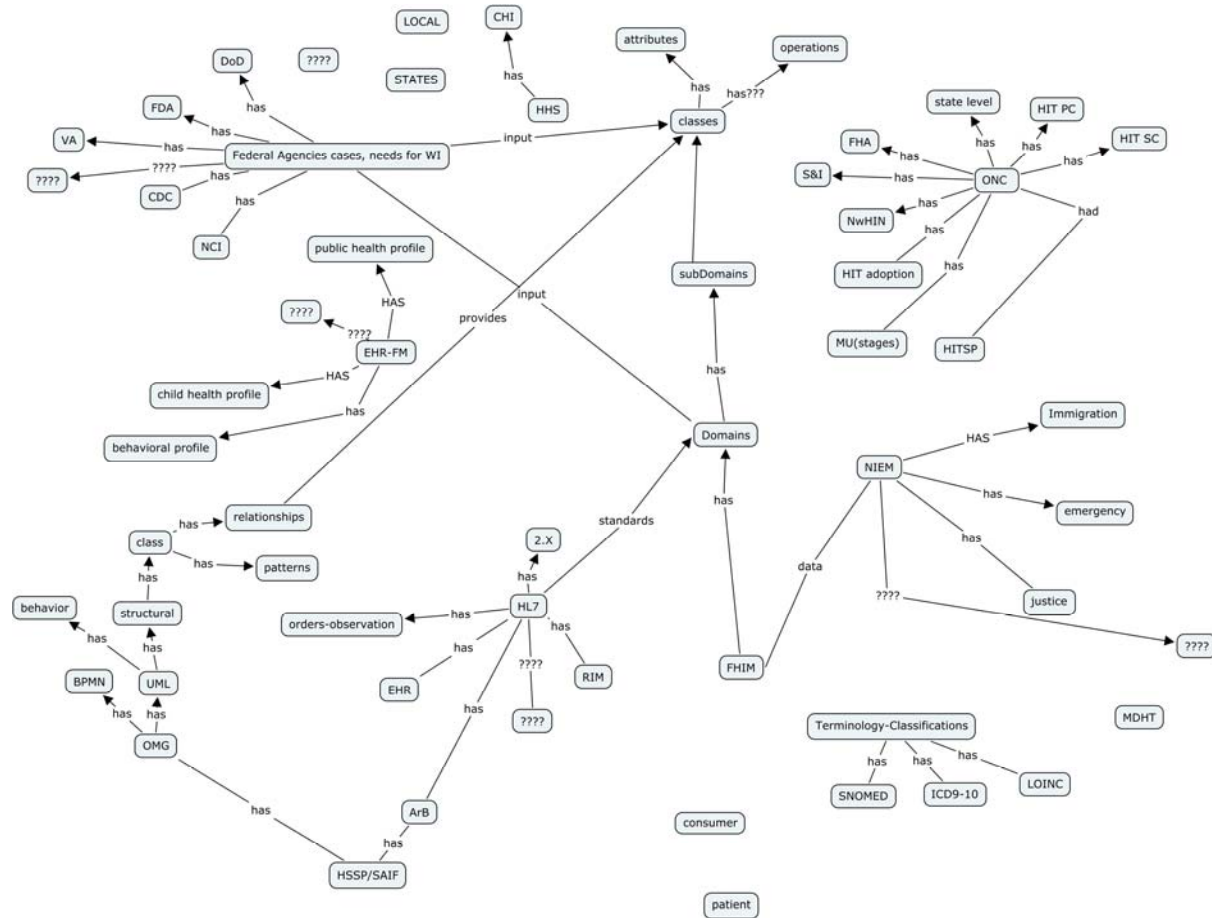 CHI
LOCAL
attributes
operations
DoD
????
STATES
has
has
HHS
has
has???
FDA
has
VA
has
has
classes
input
Federal Agencies cases, needs for WI
????
????
CDC
has
has
NCI
state level
HIT PC
HIT SC
FHA
has
has
has
has
S&I
has
ONC
NwHIN
has
has
had
HIT adoption
has
MU(stages)
HITSP
public health profile
subDomains
HAS
input
????
????
provides
EHR-FM
HAS
child health profile
has
behavioral profile
has
Domains
Immigration
HAS
NIEM
has
emergency
has
justice
????
????
data
has
FHIM
standards
relationships
has
class
has
patterns
has
behavior
structural
has
has
BPMN
UML
has
has
OMG
2.X
has
HL7
orders-observation
has
has
has
EHR
????
????
RIM
has
has
ArB
has
HSSP/SAIF
Terminology-Classifications
MDHT
has
has
has
SNOMED
ICD9-10
LOINC
consumer
patient